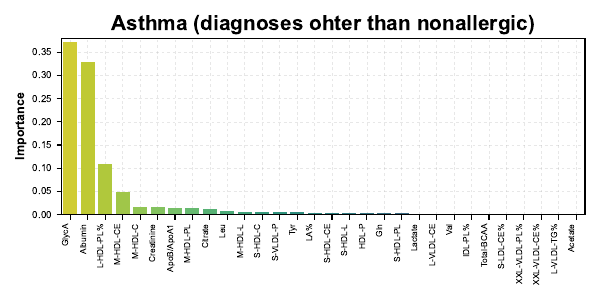 Asthma (diagnoses ohter than nonallergic)
Importance
0.35
0.30
0.25
0.20
0.15
0.10
0.05
0.00
GlycA
Albumin
L-HDL-PL%
M-HDL-CE
M-HDL-C
Creatinine
ApoB/ApoA1
M-HDL-PL
Citrate
Leu
M-HDL-L
S-HDL-C
S-VLDL-P
Tyr
LA%
S-HDL-CE
S-HDL-L
HDL-P
Gln
S-HDL-PL
Lactate
L-VLDL-CE
Val
IDL-PL%
Total-BCAA
S-LDL-CE%
XXL-VLDL-PL%
XXL-VLDL-CE%
L-VLDL-TG%
Acetate